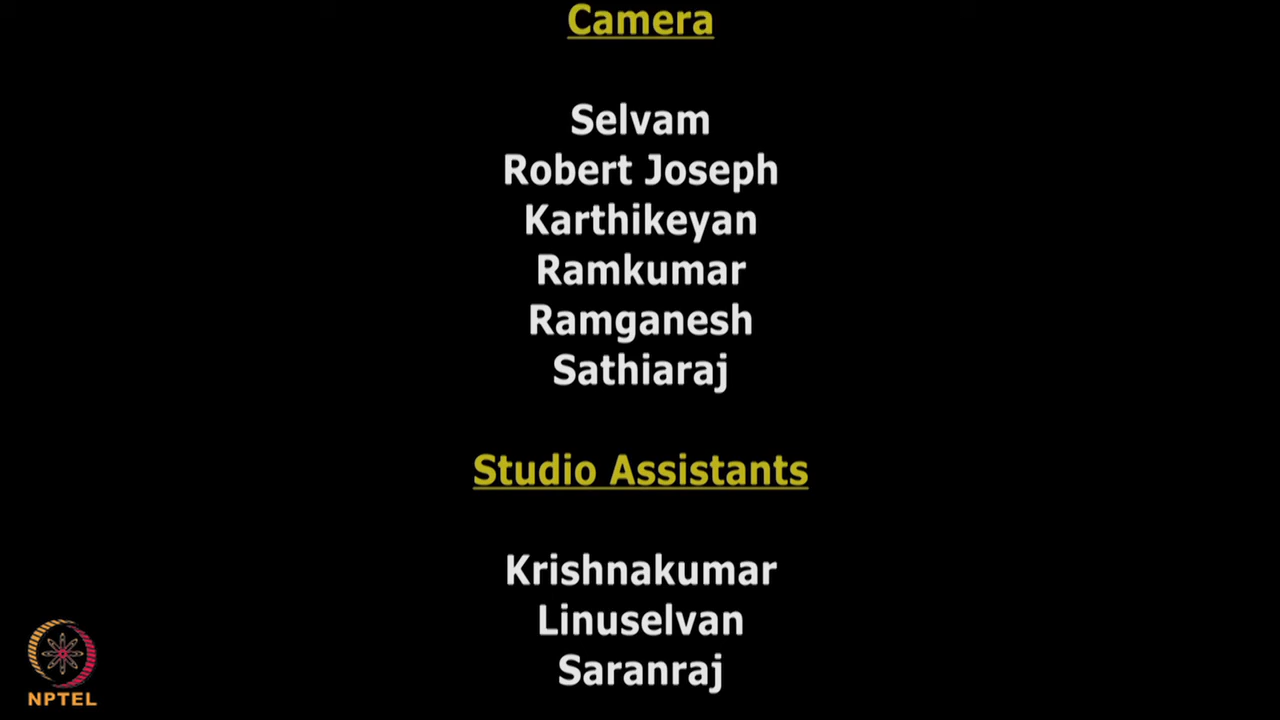 Camera
Selvam
Robert Joseph
Karthikeyan
Ramkumar
Ramganesh
Sathiaraj
Studio Assistants
Krishnakumar
Linuselvan
Saranraj
NPTEL